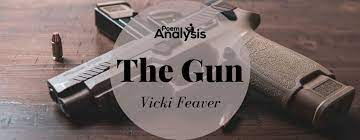 Poem
Analysis
The Gun
Vicki Feaver